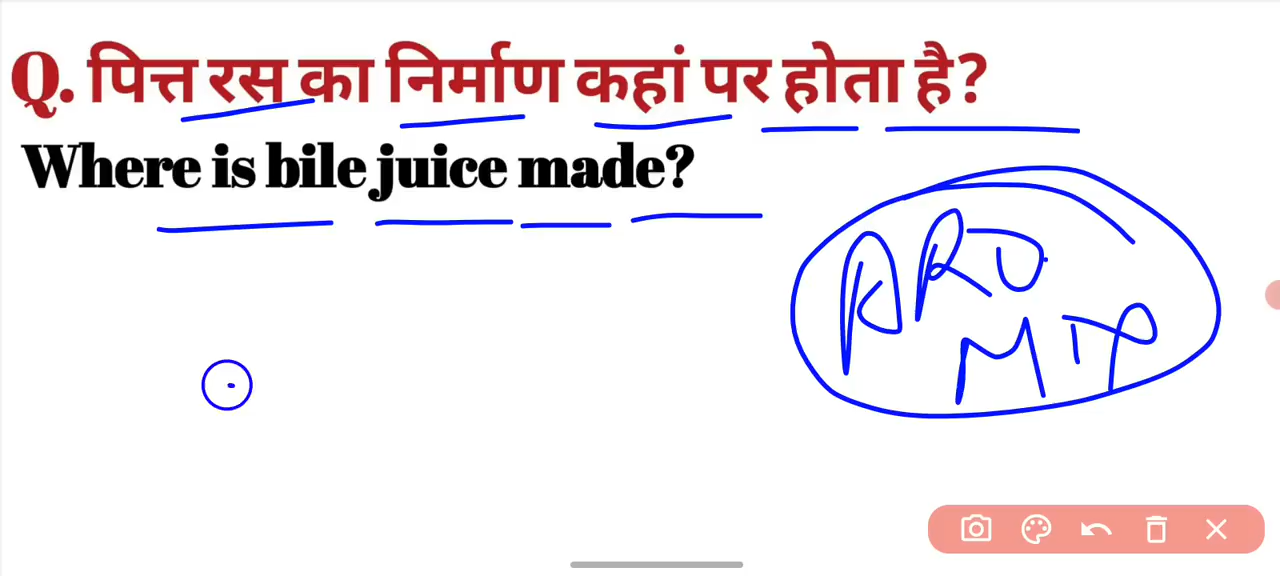 Q. पित्त रस का निर्माण कहां पर होता है?
Where is bile juice made?